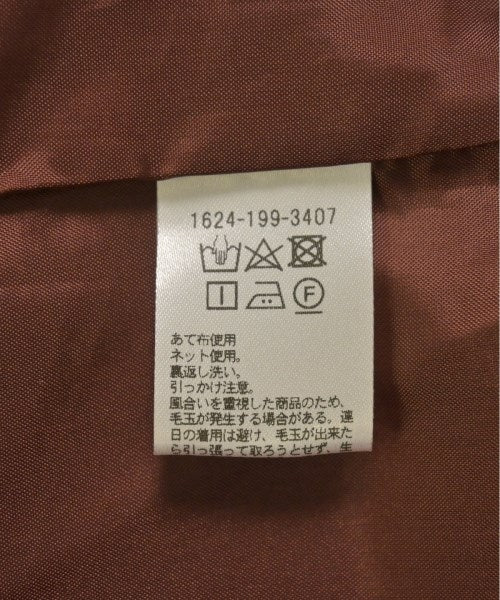 1624-199-3407
F
あて布使用
ネット使用。
裏返し洗い。
引っかけ注意。
風合いを重視した商品のため、
毛玉が発生する場合がある。連
日の着用は避け、毛玉が出来た
ら引っ張って取ろうとせず、生